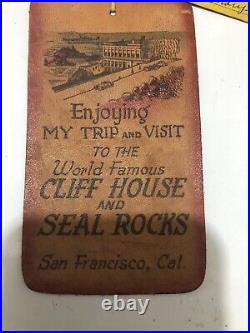 Enjoying
MY TRIP AND VISIT
TO THE
World Famous
CLIFF HOUSE
AND
SEAL ROCKS
San Francisco, Cal.